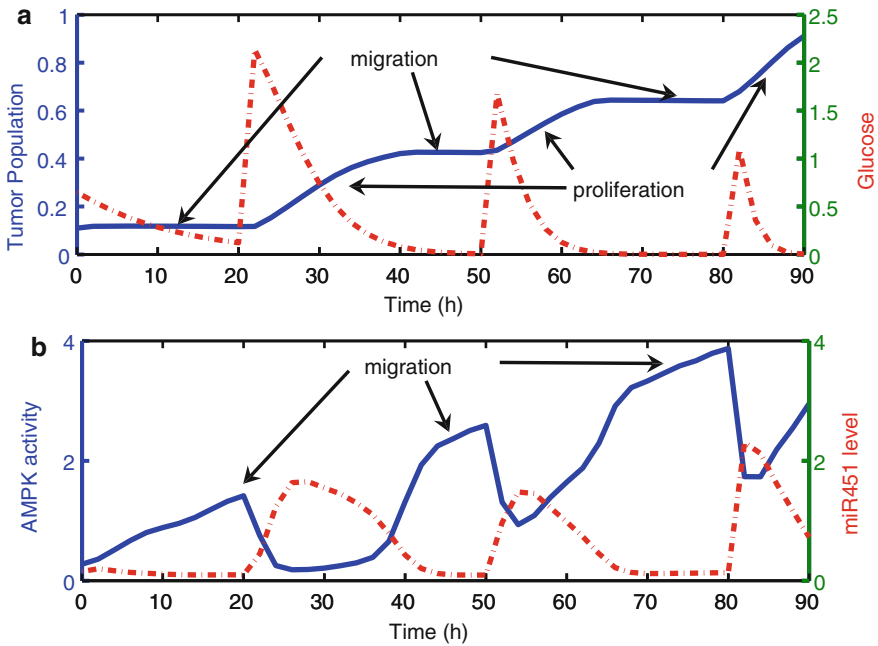 a
1
0.8
0.6
0.4
0.2
0
Tumor Population
2.5
2
1.5
1
0.5
0
Glucose
migration
proliferation
0 10 20 30 40 50 60 70 80 90
Time (h)
b
4
2
0
AMPK activity
4
2
0
miR451 level
migration
0 10 20 30 40 50 60 70 80 90
Time (h)